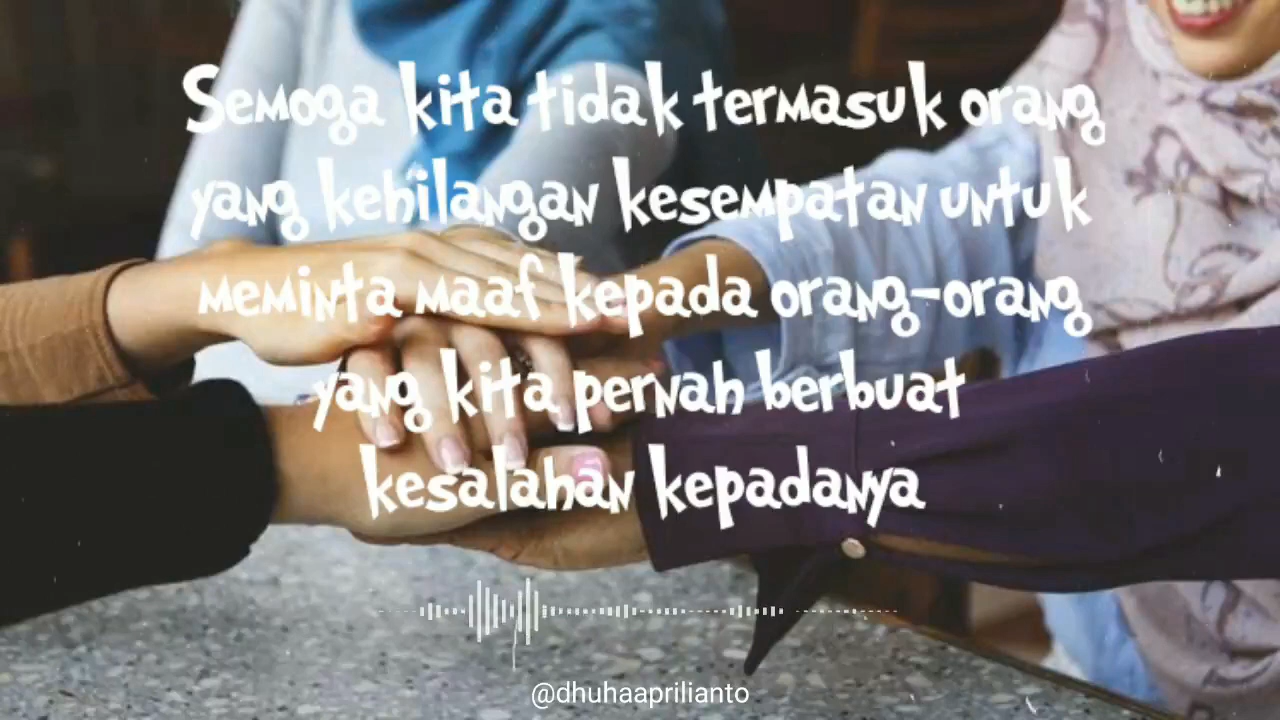 Semoga kita tidak termasuk orang
yang kehilangan kesempatan untuk
meminta maaf kepada orang-orang
yang kita pernah berbuat
kesalahan kepadanya
@dhuhaaprilianto